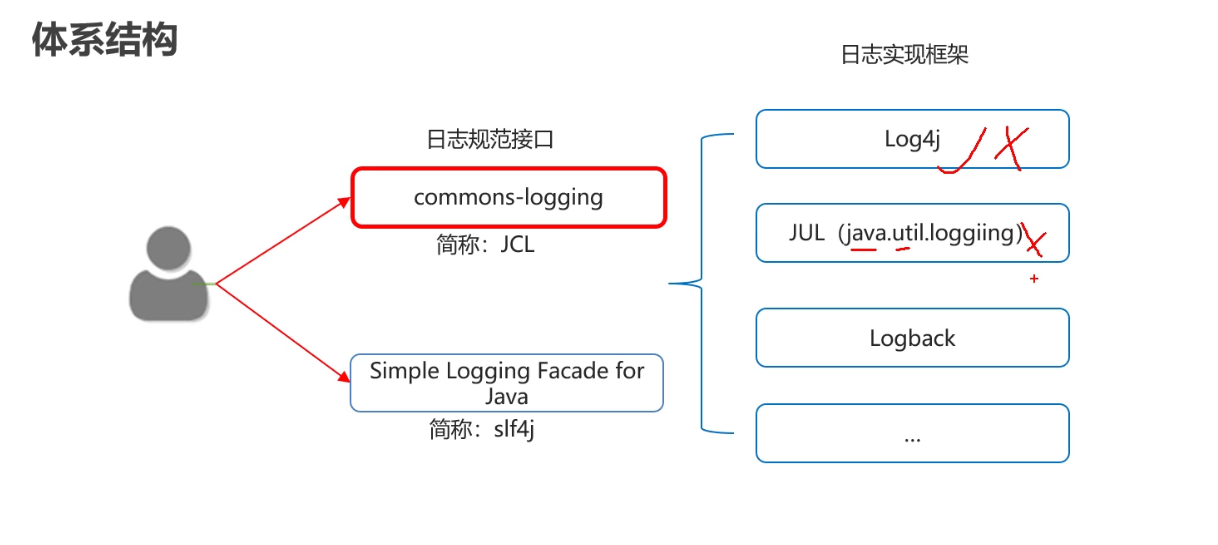 体系结构
日志实现框架
日志规范接口
Log4j
commons-logging
简称：JCL
JUL（java.util.loggiing）
Logback
Simple Logging Facade for
Java
简称：slf4j
...